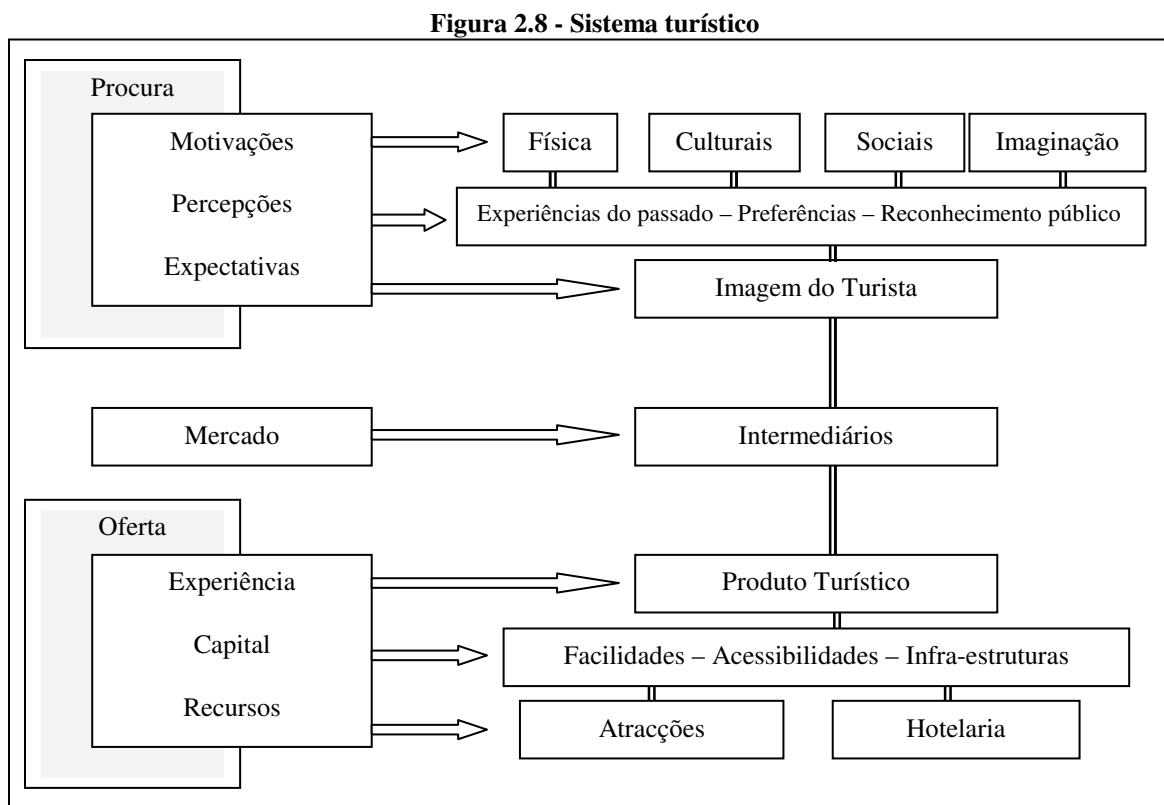 Figura 2.8 - Sistema turístico
Procura
Motivações
Física
Culturais
Sociais
Imaginação
Percepções
Experiências do passado – Preferências – Reconhecimento público
Expectativas
Imagem do Turista
Mercado
Intermediários
Oferta
Experiência
Produto Turístico
Capital
Facilidades – Acessibilidades – Infra-estruturas
Recursos
Atracções
Hotelaria